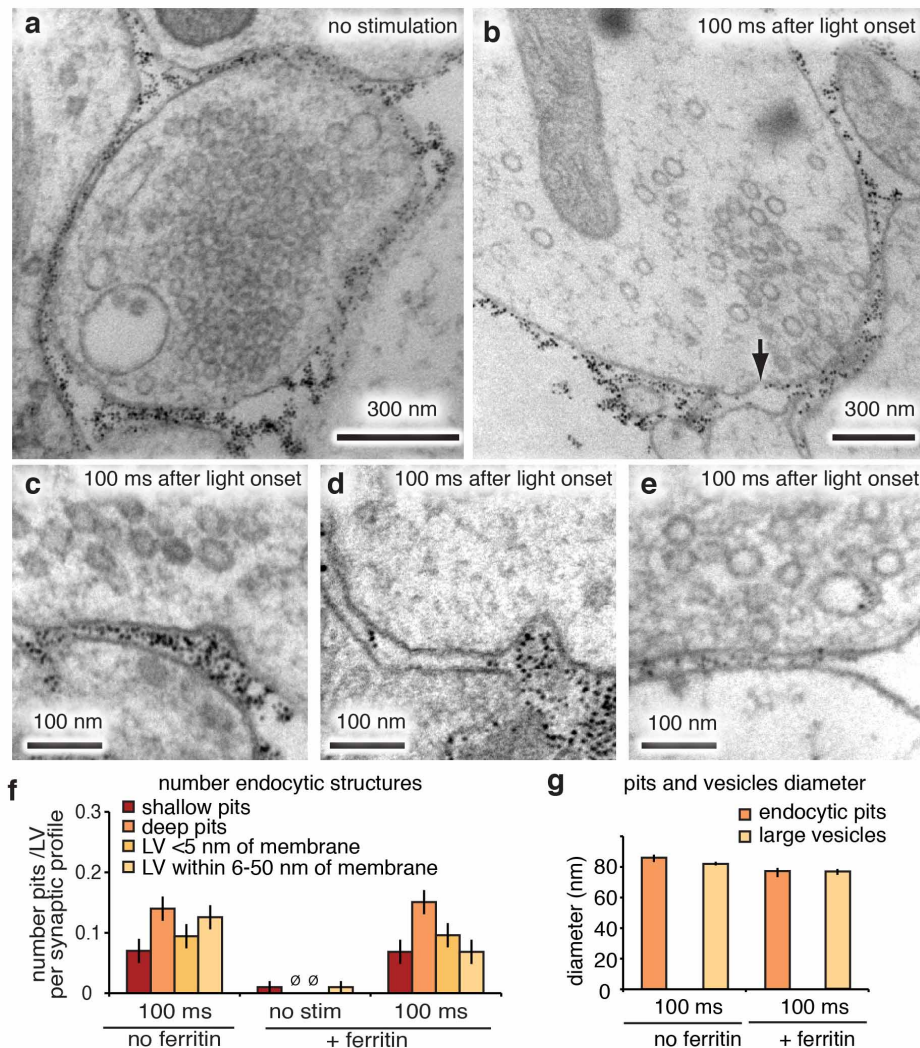 a
no stimulation
300 nm
b
100 ms after light onset
300 nm
c
100 ms after light onset
100 nm
d
100 ms after light onset
100 nm
e
100 ms after light onset
100 nm
f
number endocytic structures
shallow pits
deep pits
LV <5 nm of membrane
LV within 6-50 nm of membrane
number pits /LV
per synaptic profile
0.3
0.2
0.1
0
ø ø
100 ms
no stim
100 ms
no ferritin
+ ferritin
g
pits and vesicles diameter
endocytic pits
large vesicles
diameter (nm)
80
60
40
20
0
100 ms
100 ms
no ferritin
+ ferritin